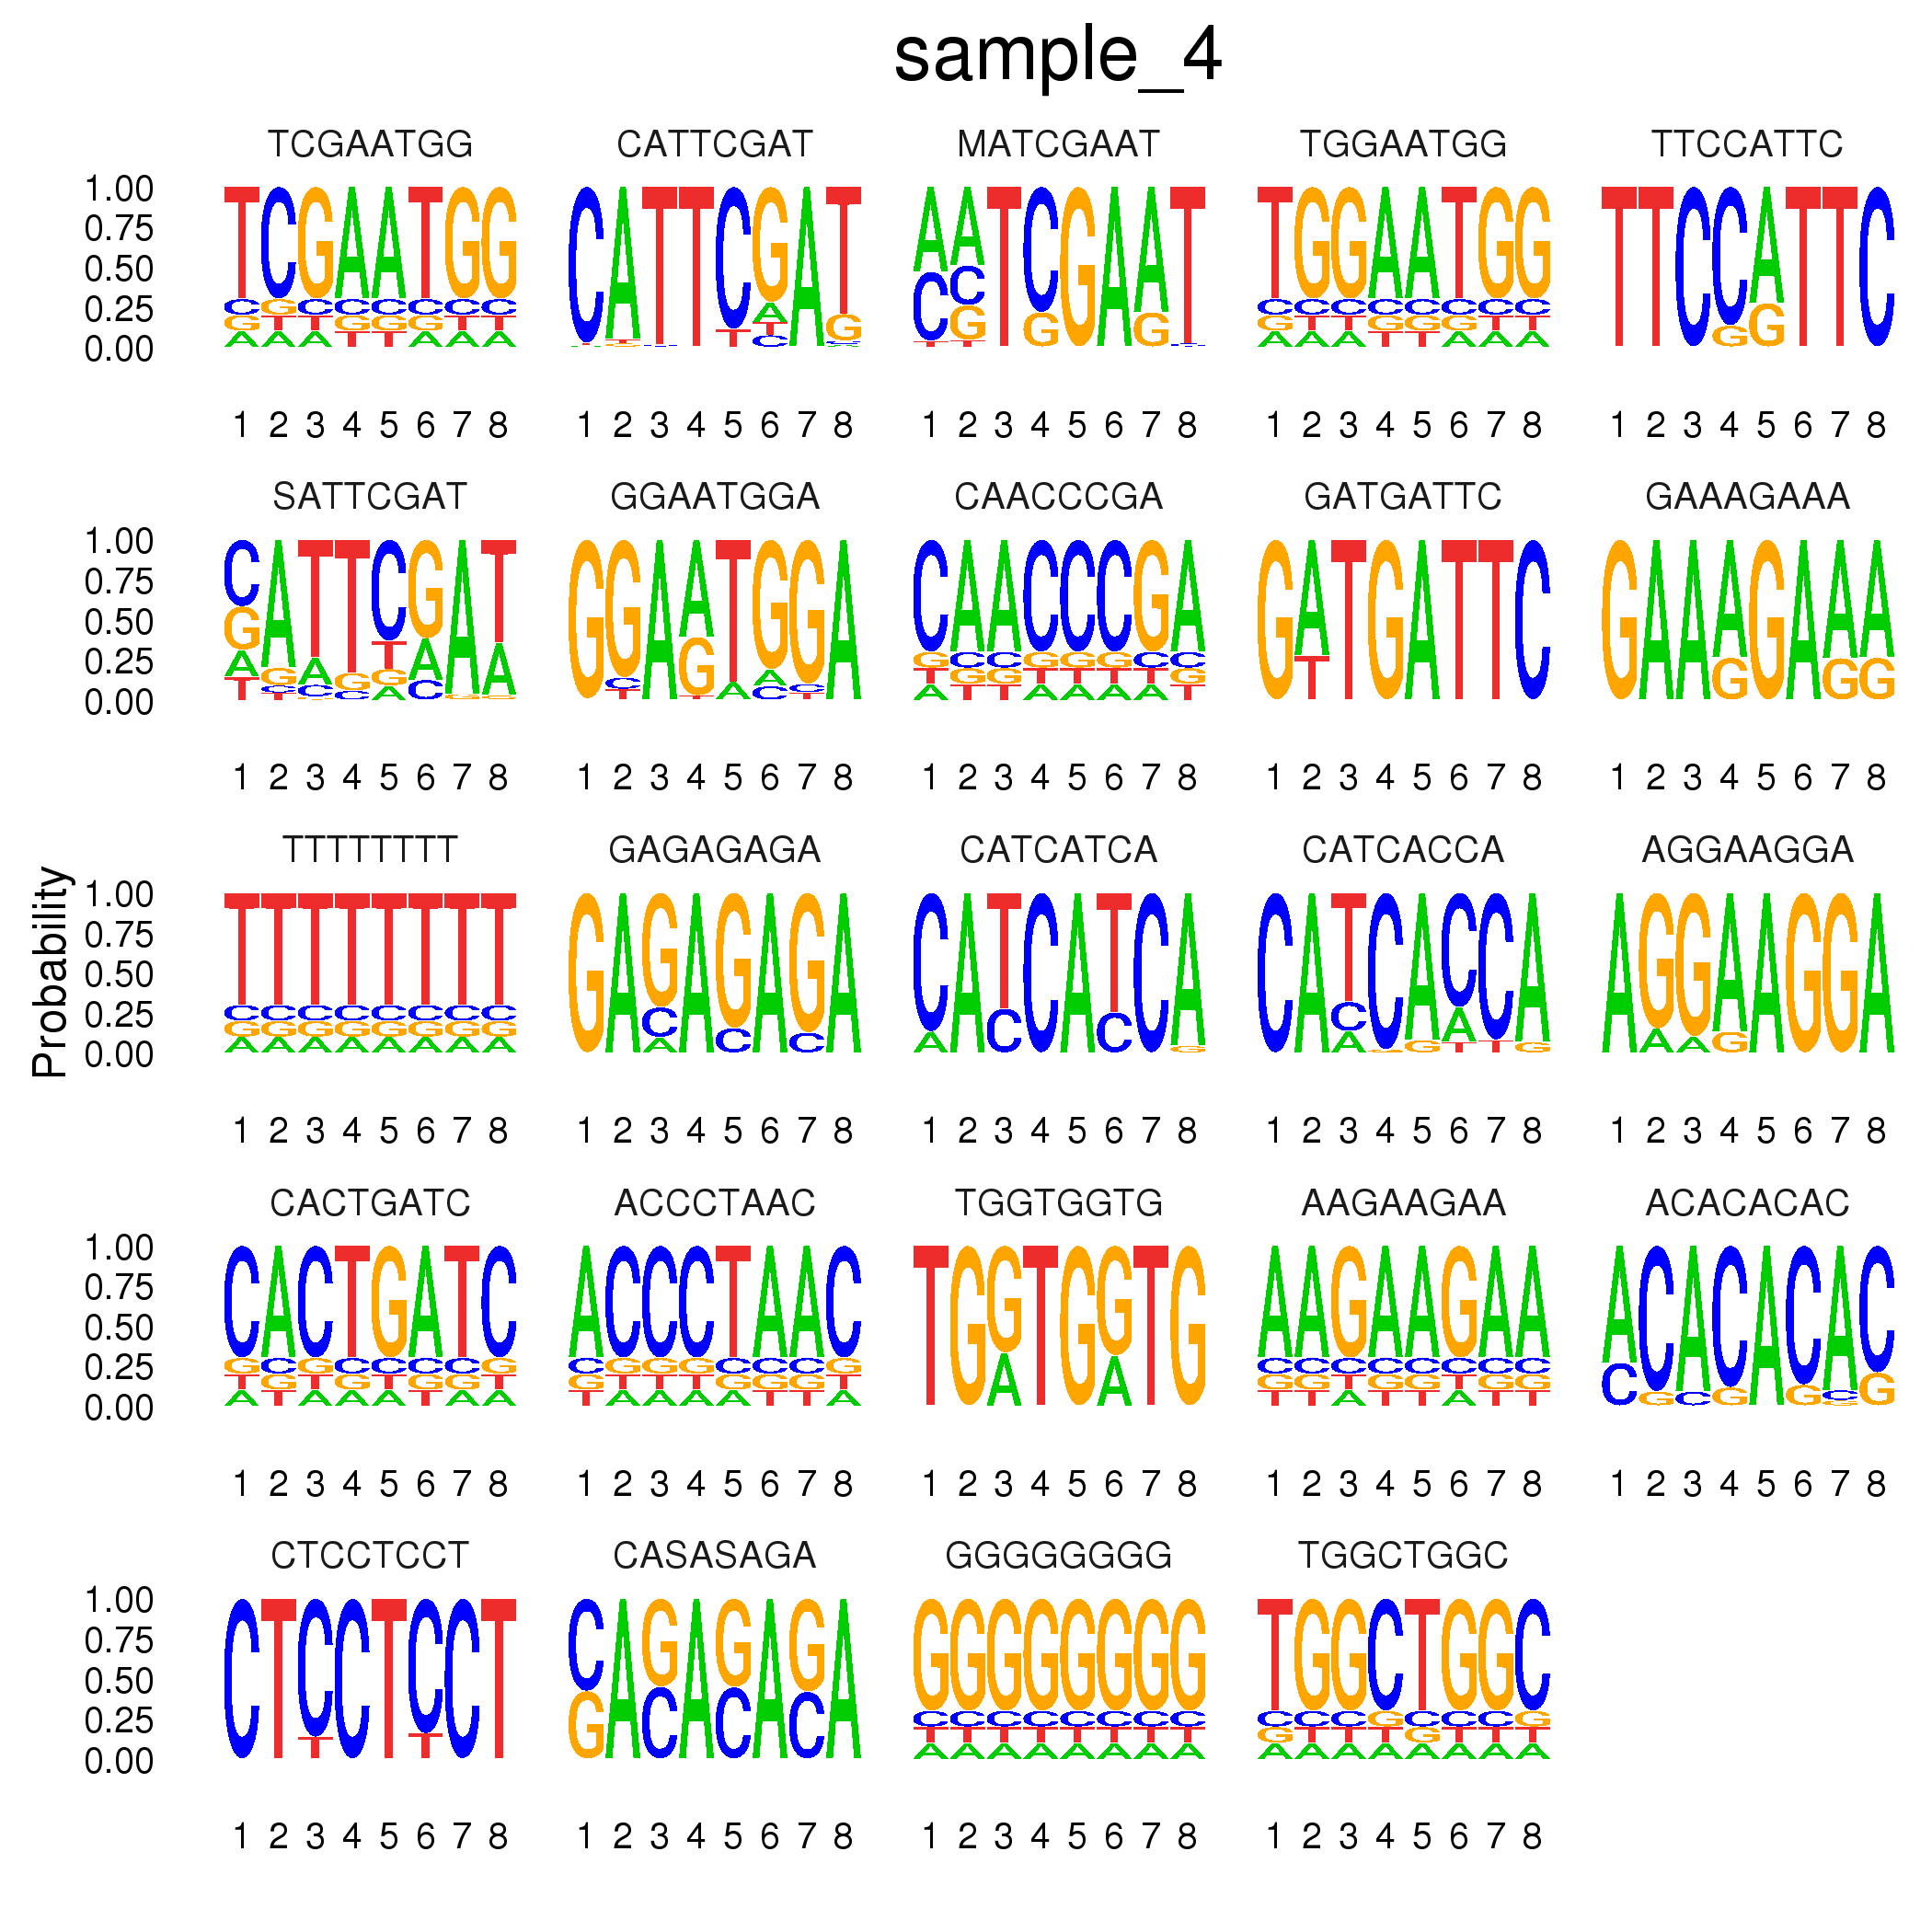 sample_4
TCGAATGG CATTCGAT MATCGAAT TGGAATGG TTCCATTC
1.00
0.75
0.50
0.25
0.00
1 2 3 4 5 6 7 8 1 2 3 4 5 6 7 8 1 2 3 4 5 6 7 8 1 2 3 4 5 6 7 8 1 2 3 4 5 6 7 8
SATTCGAT GGAATGGA CAACCCGA GATGATTC GAAAGAAA
1.00
0.75
0.50
0.25
0.00
1 2 3 4 5 6 7 8 1 2 3 4 5 6 7 8 1 2 3 4 5 6 7 8 1 2 3 4 5 6 7 8 1 2 3 4 5 6 7 8
TTTTTTTT GAGAGAGA CATCATCA CATCACCA AGGAAGGA
Probability
1.00
0.75
0.50
0.25
0.00
1 2 3 4 5 6 7 8 1 2 3 4 5 6 7 8 1 2 3 4 5 6 7 8 1 2 3 4 5 6 7 8 1 2 3 4 5 6 7 8
CACTGATC ACCCTAAC TGGTGGTG AAGAAGAA ACACACAC
1.00
0.75
0.50
0.25
0.00
1 2 3 4 5 6 7 8 1 2 3 4 5 6 7 8 1 2 3 4 5 6 7 8 1 2 3 4 5 6 7 8 1 2 3 4 5 6 7 8
CTCCTCCT CASASAGA GGGGGGGG TGGCTGGC
1.00
0.75
0.50
0.25
0.00
1 2 3 4 5 6 7 8 1 2 3 4 5 6 7 8 1 2 3 4 5 6 7 8 1 2 3 4 5 6 7 8